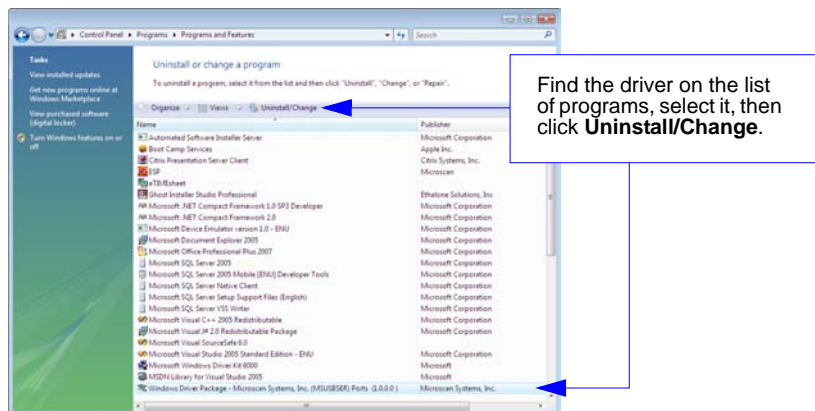 Control Panel ▸ Programs ▸ Programs and Features
Search
Tasks
View installed updates
Get new programs online at
Windows Marketplace
View purchased software
(digital locker)
Turn Windows features on or
off
Uninstall or change a program
To uninstall a program, select it from the list and then click "Uninstall", "Change", or "Repair".
Organize Views Uninstall/Change
Name Publisher
Automated Software Installer Server Microsoft Corporation
Boot Camp Services Apple Inc.
Citrix Presentation Server Client Citrix Systems, Inc.
ESP Microscan
eTIMEsheet
Ghost Installer Studio Professional Ethalone Solutions, Inc
Microsoft .NET Compact Framework 1.0 SP3 Developer Microsoft Corporation
Microsoft .NET Compact Framework 2.0 Microsoft Corporation
Microsoft Device Emulator version 1.0 - ENU Microsoft Corporation
Microsoft Document Explorer 2005 Microsoft Corporation
Microsoft Office Professional Plus 2007 Microsoft Corporation
Microsoft SQL Server 2005 Microsoft Corporation
Microsoft SQL Server 2005 Mobile [ENU] Developer Tools Microsoft Corporation
Microsoft SQL Server Native Client Microsoft Corporation
Microsoft SQL Server Setup Support Files (English) Microsoft Corporation
Microsoft SQL Server VSS Writer Microsoft Corporation
Microsoft Visual C++ 2005 Redistributable Microsoft Corporation
Microsoft Visual J# 2.0 Redistributable Package Microsoft Corporation
Microsoft Visual SourceSafe 6.0
Microsoft Visual Studio 2005 Standard Edition - ENU Microsoft Corporation
Microsoft Windows Driver Kit 6000 Microsoft
MSDN Library for Visual Studio 2005 Microsoft
Windows Driver Package - Microscan Systems, Inc. (MSUSBSER) Ports (1.0.0.0 ) Microscan Systems, Inc.
Find the driver on the list
of programs, select it, then
click Uninstall/Change.